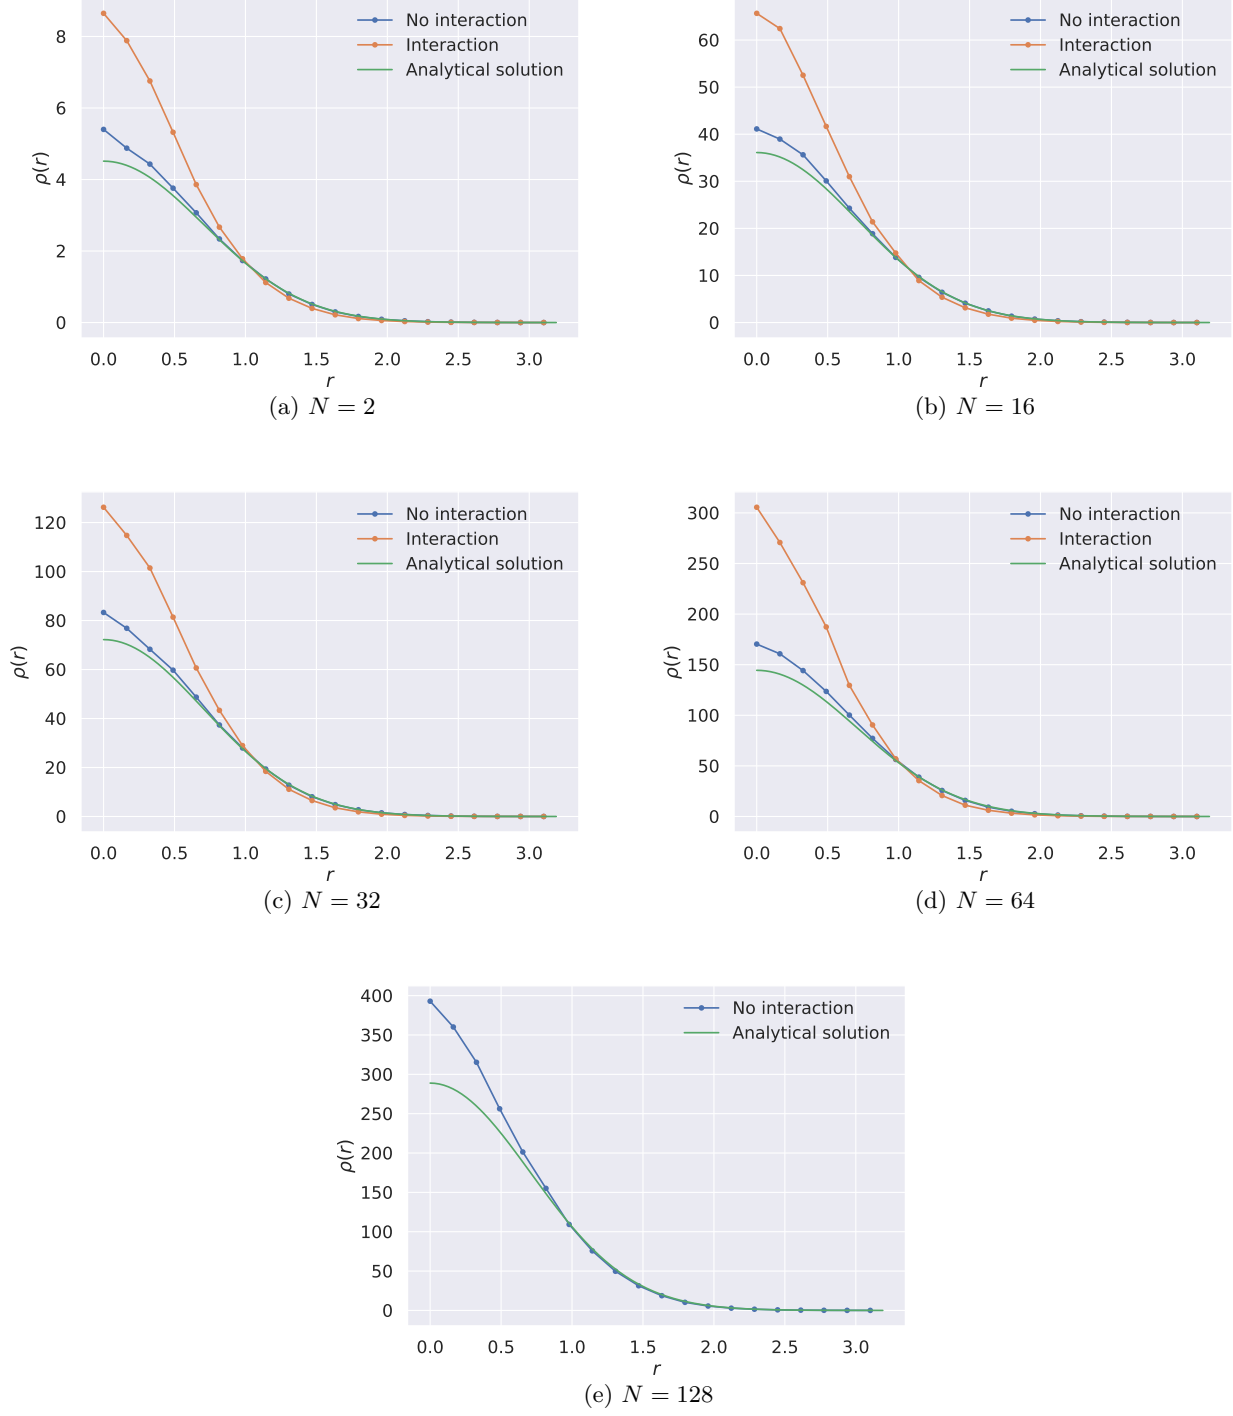 No interaction
Interaction
Analytical solution
8
6
4
2
0
ρ(r)
0.0 0.5 1.0 1.5 2.0 2.5 3.0
r
(a) N = 2
No interaction
Interaction
Analytical solution
60
50
40
30
20
10
0
ρ(r)
0.0 0.5 1.0 1.5 2.0 2.5 3.0
r
(b) N = 16
No interaction
Interaction
Analytical solution
120
100
80
60
40
20
0
ρ(r)
0.0 0.5 1.0 1.5 2.0 2.5 3.0
r
(c) N = 32
No interaction
Interaction
Analytical solution
300
250
200
150
100
50
0
ρ(r)
0.0 0.5 1.0 1.5 2.0 2.5 3.0
r
(d) N = 64
No interaction
Analytical solution
400
350
300
250
200
150
100
50
0
ρ(r)
0.0 0.5 1.0 1.5 2.0 2.5 3.0
r
(e) N = 128